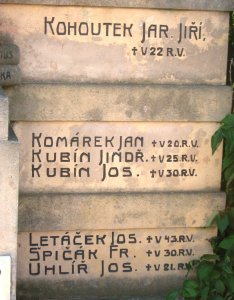 KOHOUTEK JAR. JIŘÍ,
† V 22 R.V.
KOMÁREK JAN † V 20. R.V.
KUBÍN JINDŘ. † V 25 R.V.
KUBÍN JOS. † V 30 R.V.
LETÁČEK JOS. † V 43. R.V.
SPIČÁK FR. † V 30 R.V.
UHLÍŘ JOS. † V 21. R.V.